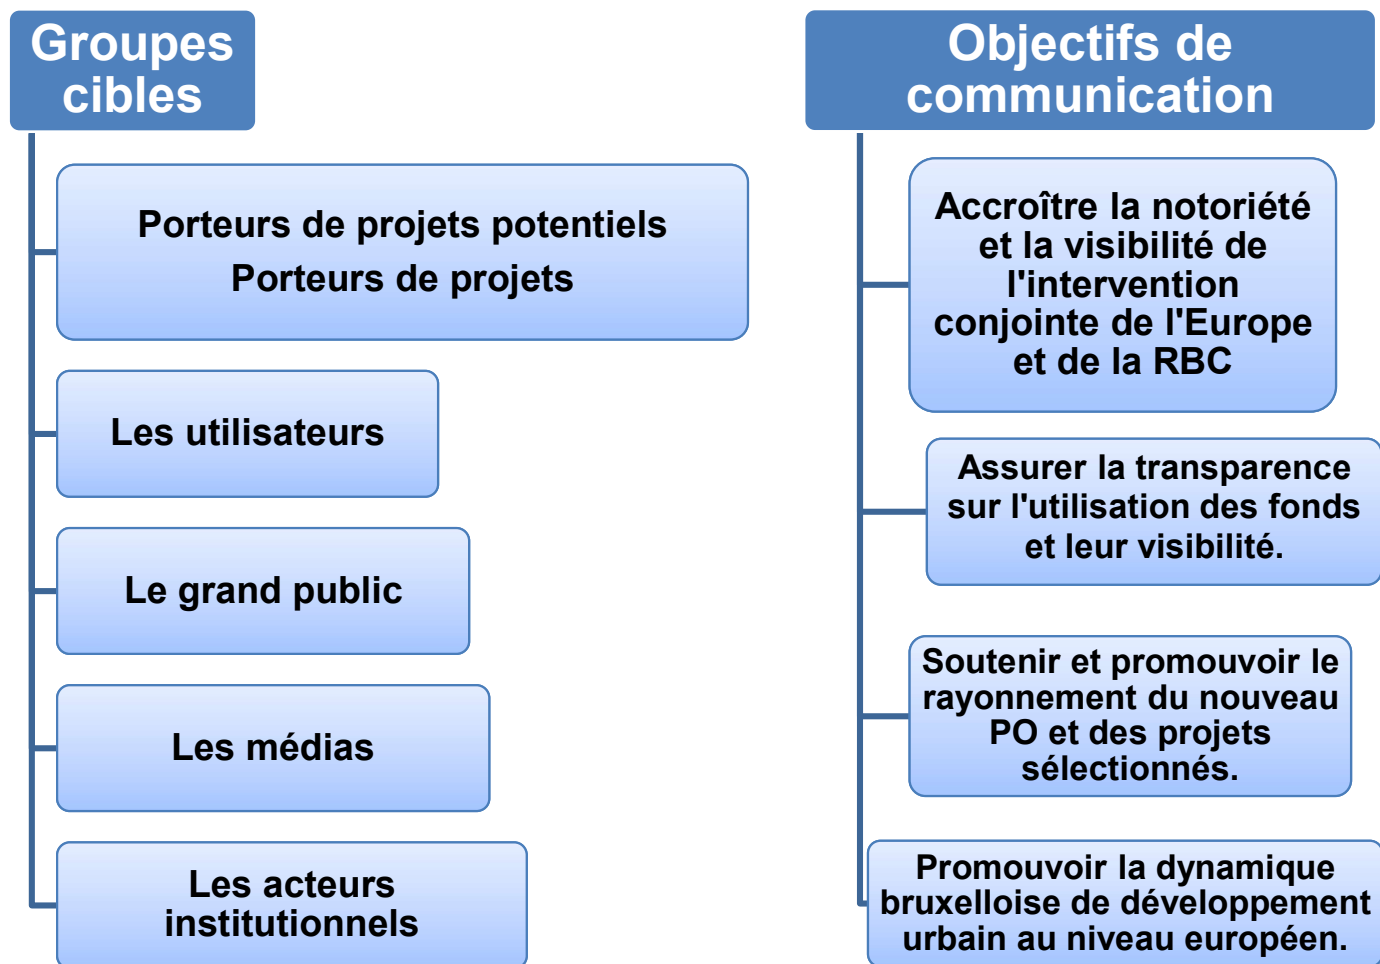 Groupes
cibles
Porteurs de projets potentiels
Porteurs de projets
Les utilisateurs
Le grand public
Les médias
Les acteurs
institutionnels
Objectifs de
communication
Accroître la notoriété
et la visibilité de
l'intervention
conjointe de l'Europe
et de la RBC
Assurer la transparence
sur l'utilisation des fonds
et leur visibilité.
Soutenir et promouvoir le
rayonnement du nouveau
PO et des projets
sélectionnés.
Promouvoir la dynamique
bruxelloise de développement
urbain au niveau européen.